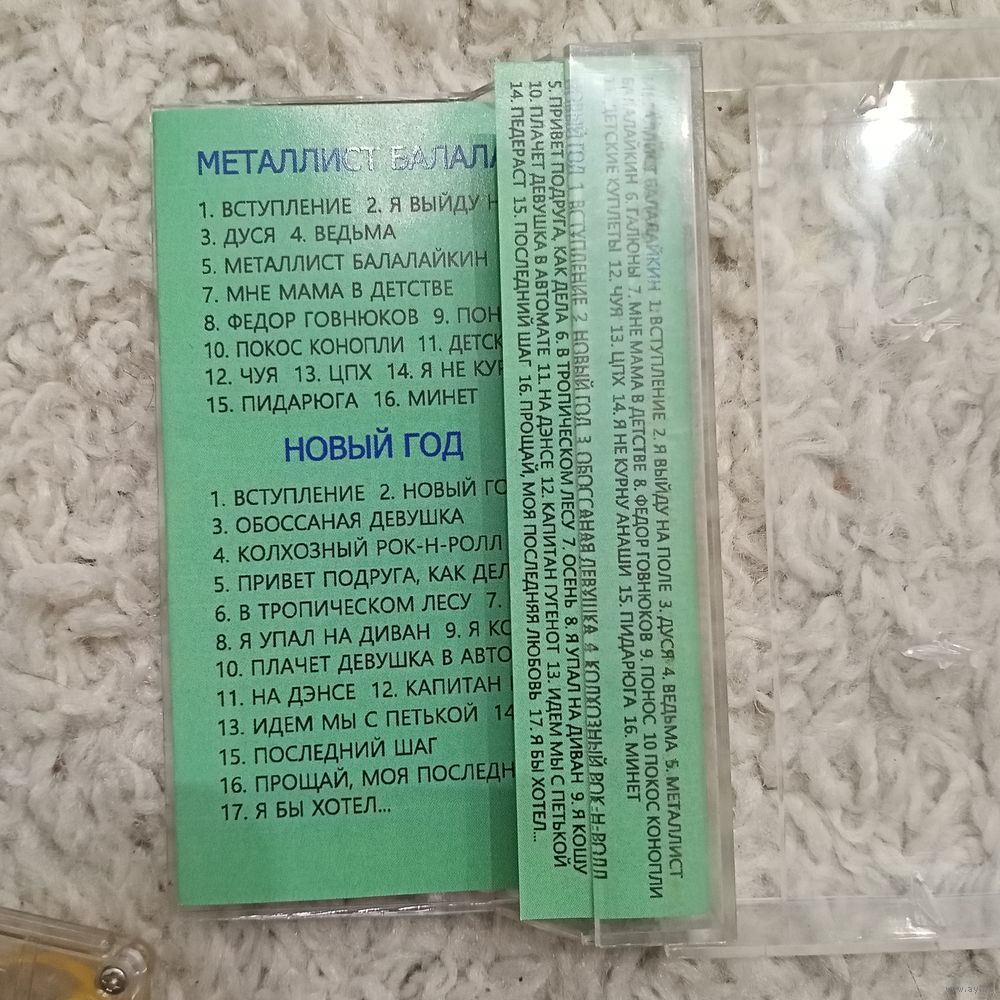 МЕТАЛЛИСТ БАЛАЛА
1. ВСТУПЛЕНИЕ 2. Я ВЫЙДУ Н
3. ДУСЯ 4. ВЕДЬМА
5. МЕТАЛЛИСТ БАЛАЛАЙКИН
7. МНЕ МАМА В ДЕТСТВЕ
8. ФЕДОР ГОВНЮКОВ 9. ПОН
10. ПОКОС КОНОПЛИ 11. ДЕТСК
12. ЧУЯ 13. ЦПХ 14. Я НЕ КУР
15. ПИДАРЮГА 16. МИНЕТ
НОВЫЙ ГОД
1. ВСТУПЛЕНИЕ 2. НОВЫЙ ГО
3. ОБОССАНАЯ ДЕВУШКА
4. КОЛХОЗНЫЙ РОК-Н-РОЛЛ
5. ПРИВЕТ ПОДРУГА, КАК ДЕЛ
6. В ТРОПИЧЕСКОМ ЛЕСУ 7.
8. Я УПАЛ НА ДИВАН 9. Я КО
10. ПЛАЧЕТ ДЕВУШКА В АВТО
11. НА ДЭНСЕ 12. КАПИТАН
13. ИДЕМ МЫ С ПЕТЬКОЙ 14
15. ПОСЛЕДНИЙ ШАГ
16. ПРОЩАЙ, МОЯ ПОСЛЕДН
17. Я БЫ ХОТЕЛ...
БАЛАЛАЙКИН 1. ВСТУПЛЕНИЕ 2. Я ВЫЙДУ НА ПОЛЕ 3. ДУСЯ 4. ВЕДЬМА 5. МЕТАЛЛИСТ
БАЛАЛАЙКИН 6. ГАЛЮНЫ 7. МНЕ МАМА В ДЕТСТВЕ 8. ФЕДОР ГОВНЮКОВ 9. ПОНОС 10 ПОКОС КОНОПЛИ
11. ДЕТСКИЕ КУПЛЕТЫ 12. ЧУЯ 13. ЦПХ 14. Я НЕ КУРНУ АНАШИ 15. ПИДАРЮГА 16. МИНЕТ
НОВЫЙ ГОД 1. ВСТУПЛЕНИЕ 2. НОВЫЙ ГОД 3. ОБОССАНАЯ ДЕВУШКА 4. КОЛХОЗНЫЙ РОК-Н-РОЛЛ
5. ПРИВЕТ ПОДРУГА, КАК ДЕЛА 6. В ТРОПИЧЕСКОМ ЛЕСУ 7. ОСЕНЬ 8. Я УПАЛ НА ДИВАН 9. Я КОШУ
10. ПЛАЧЕТ ДЕВУШКА В АВТОМАТЕ 11. НА ДЭНСЕ 12. КАПИТАН ГУГЕНОТ 13. ИДЕМ МЫ С ПЕТЬКОЙ
14. ПЕДЕРАСТ 15. ПОСЛЕДНИЙ ШАГ 16. ПРОЩАЙ, МОЯ ПОСЛЕДНЯЯ ЛЮБОВЬ 17. Я БЫ ХОТЕЛ...